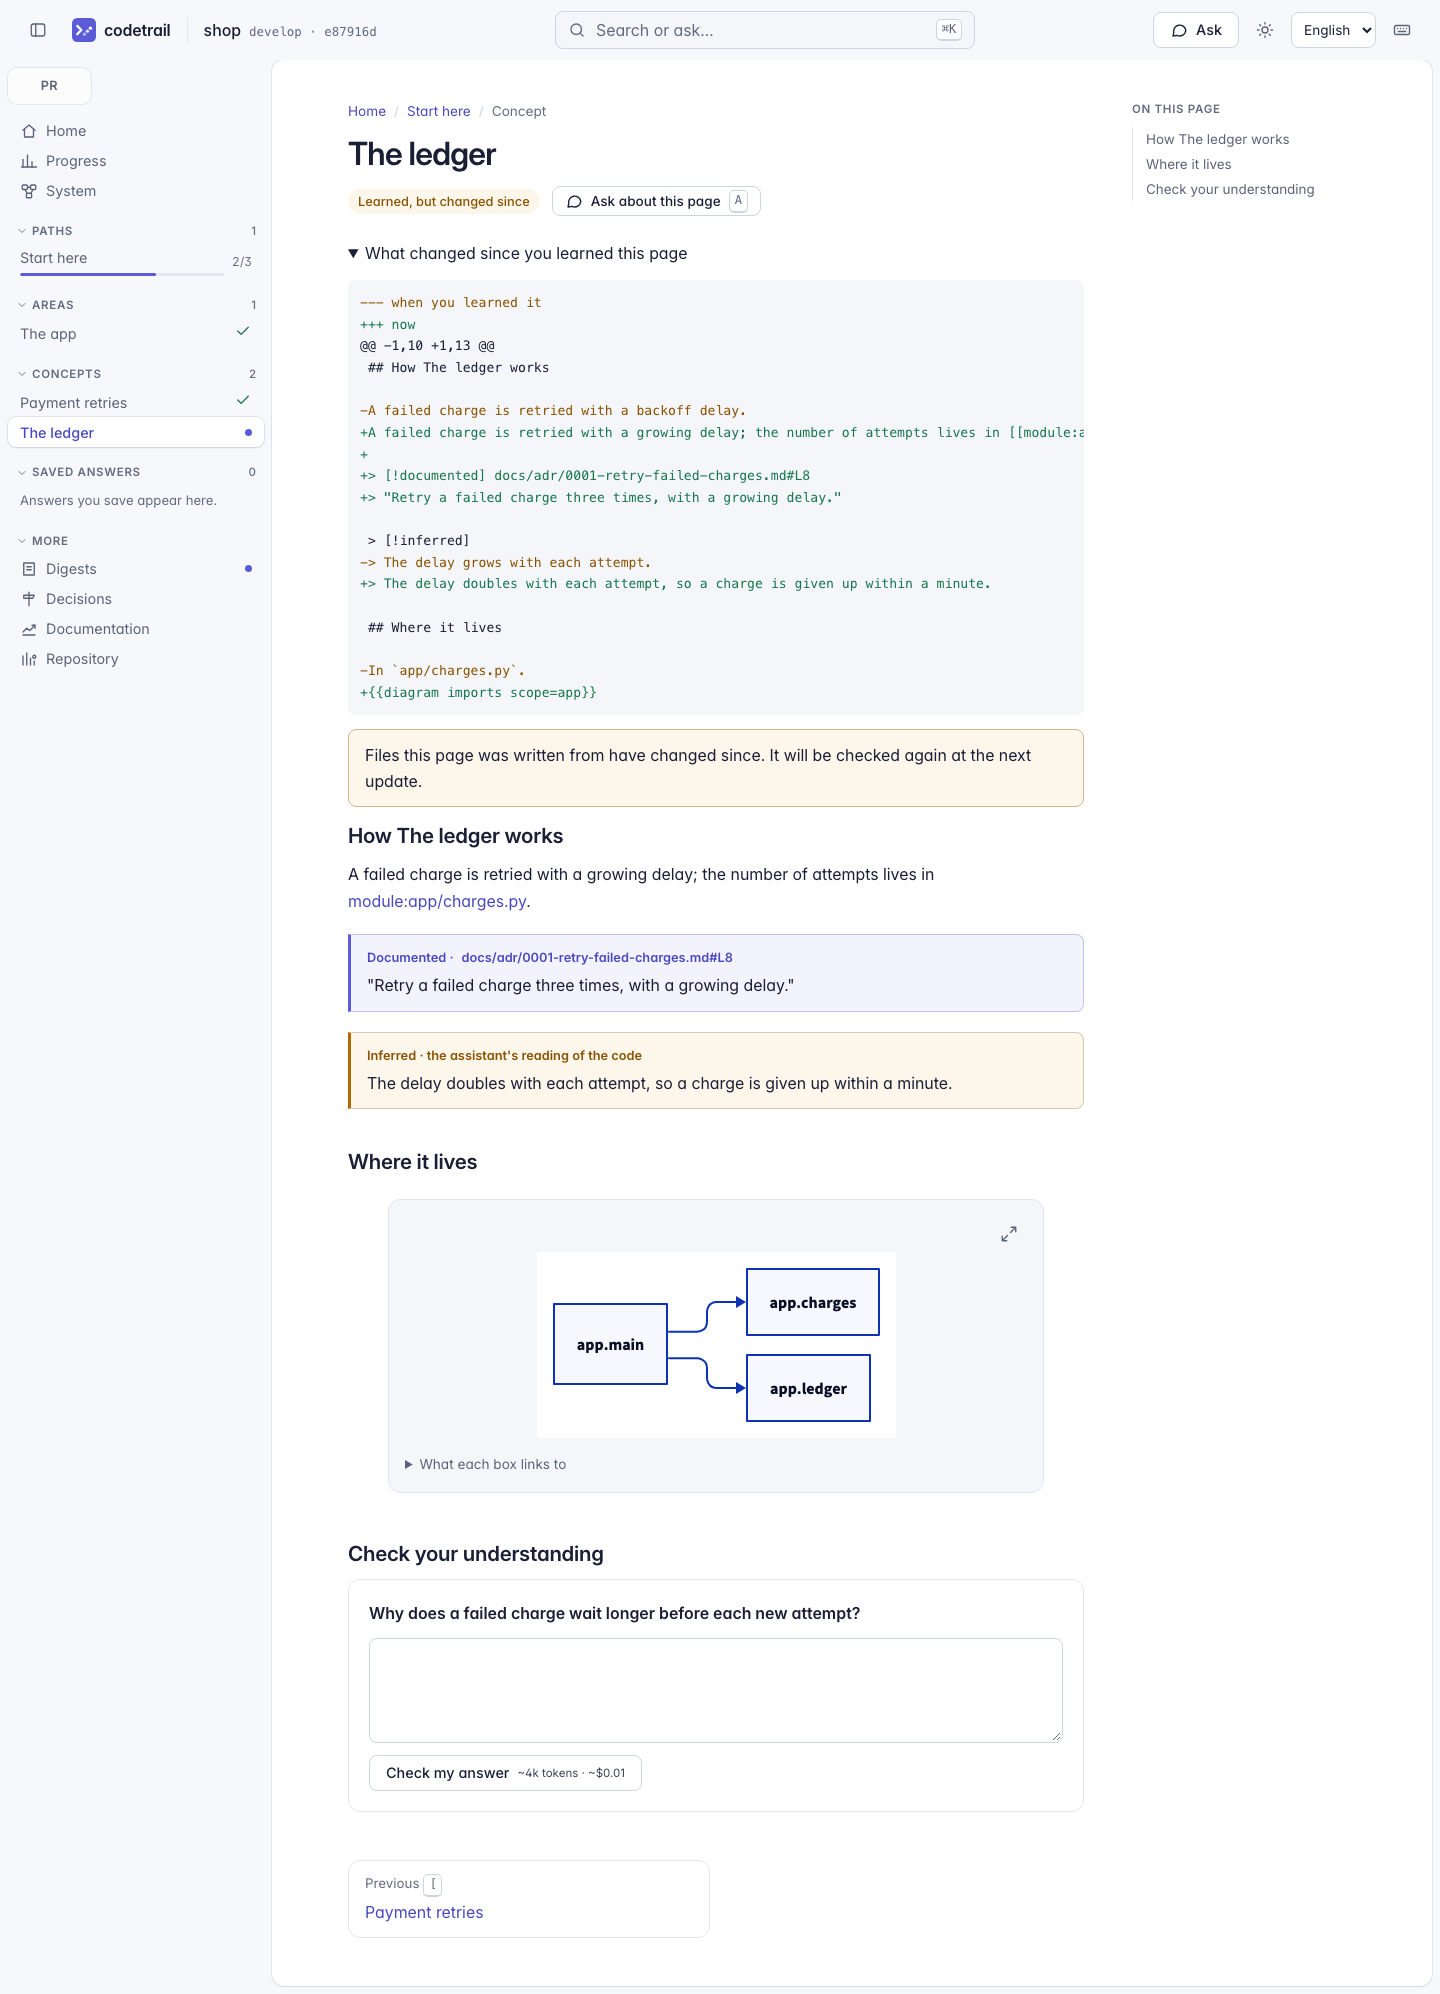 codetrail
shop develop · e87916d
Search or ask... ⌘K
Ask
English
PR
Home
Progress
System
PATHS 1
Start here 2/3
AREAS 1
The app
CONCEPTS 2
Payment retries
The ledger
SAVED ANSWERS 0
Answers you save appear here.
MORE
Digests
Decisions
Documentation
Repository
Home / Start here / Concept
The ledger
Learned, but changed since
Ask about this page A
What changed since you learned this page
--- when you learned it
+++ now
@@ -1,10 +1,13 @@
## How The ledger works
-A failed charge is retried with a backoff delay.
+A failed charge is retried with a growing delay; the number of attempts lives in [[module:a
+
+> [!documented] docs/adr/0001-retry-failed-charges.md#L8
+> "Retry a failed charge three times, with a growing delay."
> [!inferred]
-> The delay grows with each attempt.
+> The delay doubles with each attempt, so a charge is given up within a minute.
## Where it lives
-In `app/charges.py`.
+{{diagram imports scope=app}}
Files this page was written from have changed since. It will be checked again at the next
update.
How The ledger works
A failed charge is retried with a growing delay; the number of attempts lives in
module:app/charges.py.
Documented · docs/adr/0001-retry-failed-charges.md#L8
"Retry a failed charge three times, with a growing delay."
Inferred · the assistant's reading of the code
The delay doubles with each attempt, so a charge is given up within a minute.
Where it lives
app.main
app.charges
app.ledger
What each box links to
Check your understanding
Why does a failed charge wait longer before each new attempt?
Check my answer ~4k tokens · ~$0.01
Previous [
Payment retries
ON THIS PAGE
How The ledger works
Where it lives
Check your understanding